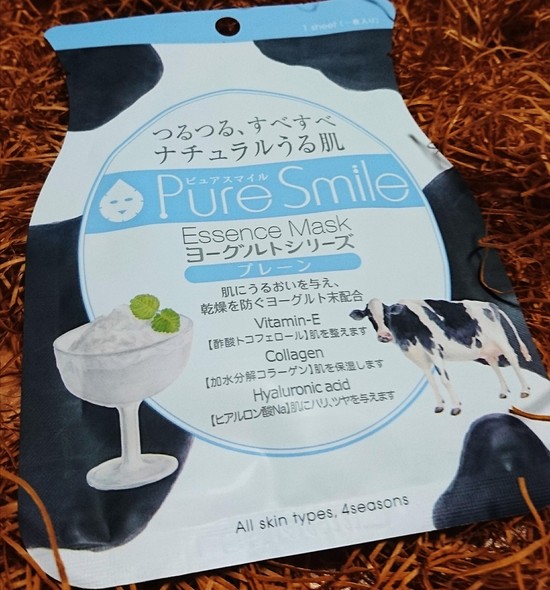 1 sheet (一枚入り)
つるつる、すべすべ
ナチュラルうる肌
ピュアスマイル
Pure Smile
Essence Mask
ヨーグルトシリーズ
プレーン
肌にうるおいを与え、
乾燥を防ぐヨーグルト末配合
Vitamin-E
【酢酸トコフェロール】肌を整えます
Collagen
【加水分解コラーゲン】肌を保湿します
Hyaluronic acid
【ヒアルロン酸Na】肌にハリ、ツヤを与えます
All skin types, 4seasons